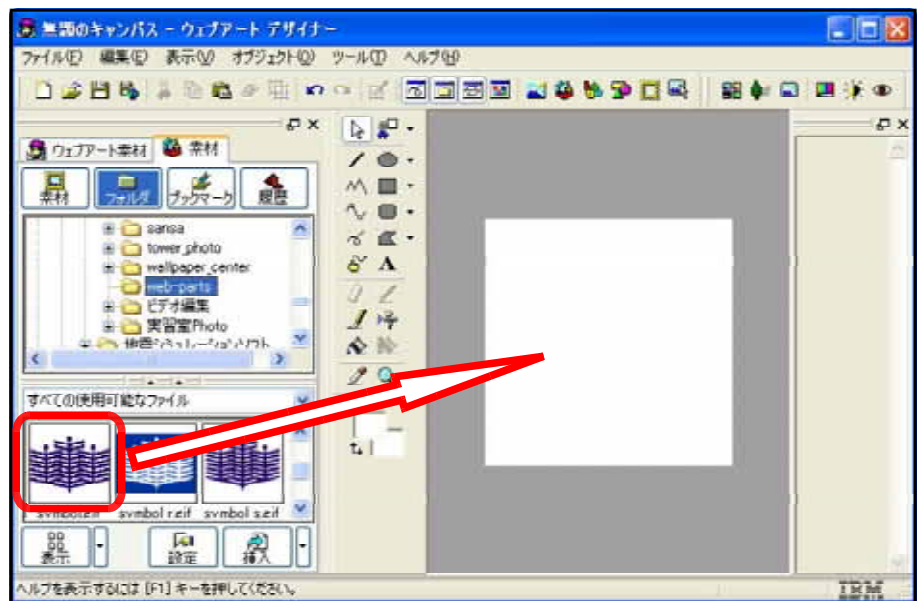 無題のキャンバス - ウェブアート デザイナー
ファイル(F) 編集(E) 表示(V) オブジェクト(O) ツール(T) ヘルプ(H)
ウェブアート素材 素材
素材 フォルダ ブックマーク 履歴
sansa
tower_photo
wallpaper_center
web-parts
ビデオ編集
実習室Photo
すべての使用可能なファイル
symbol r.eif symbol s.eif
表示 設定 挿入
ヘルプを表示するには [F1] キーを押してください。
IBM